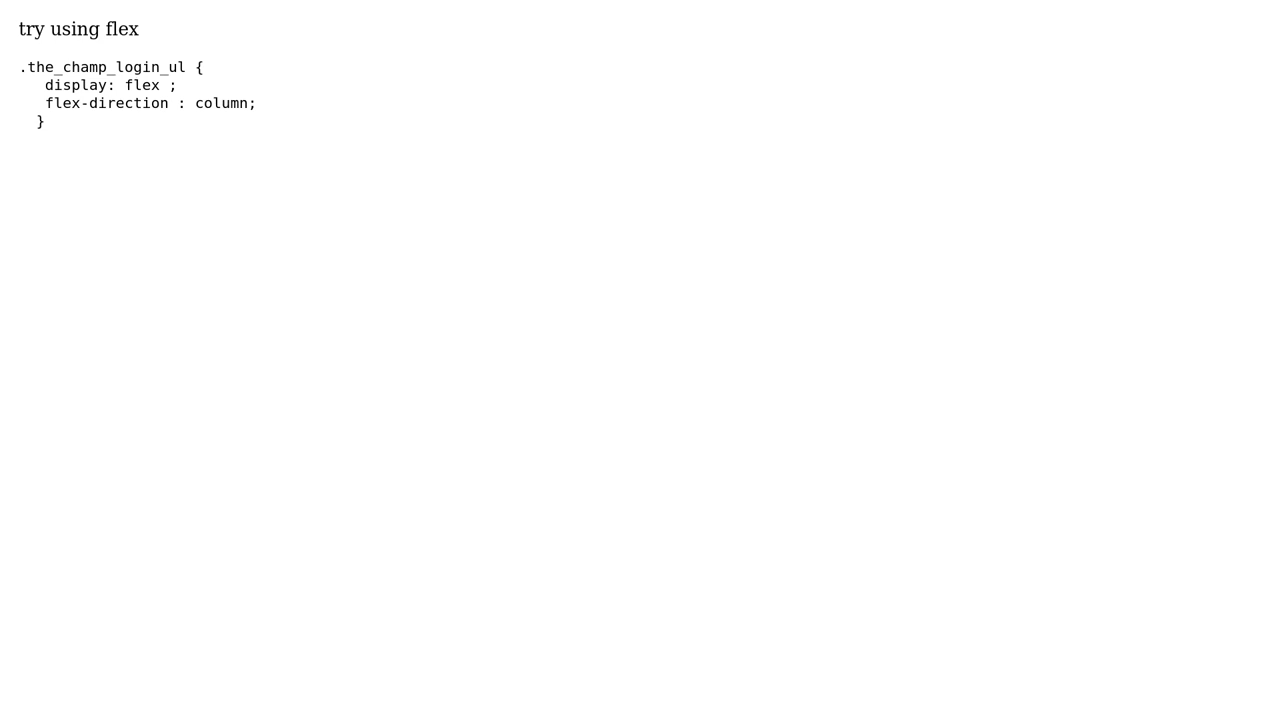 try using flex
.the_champ_login_ul {
   display: flex ;
   flex-direction : column;
  }